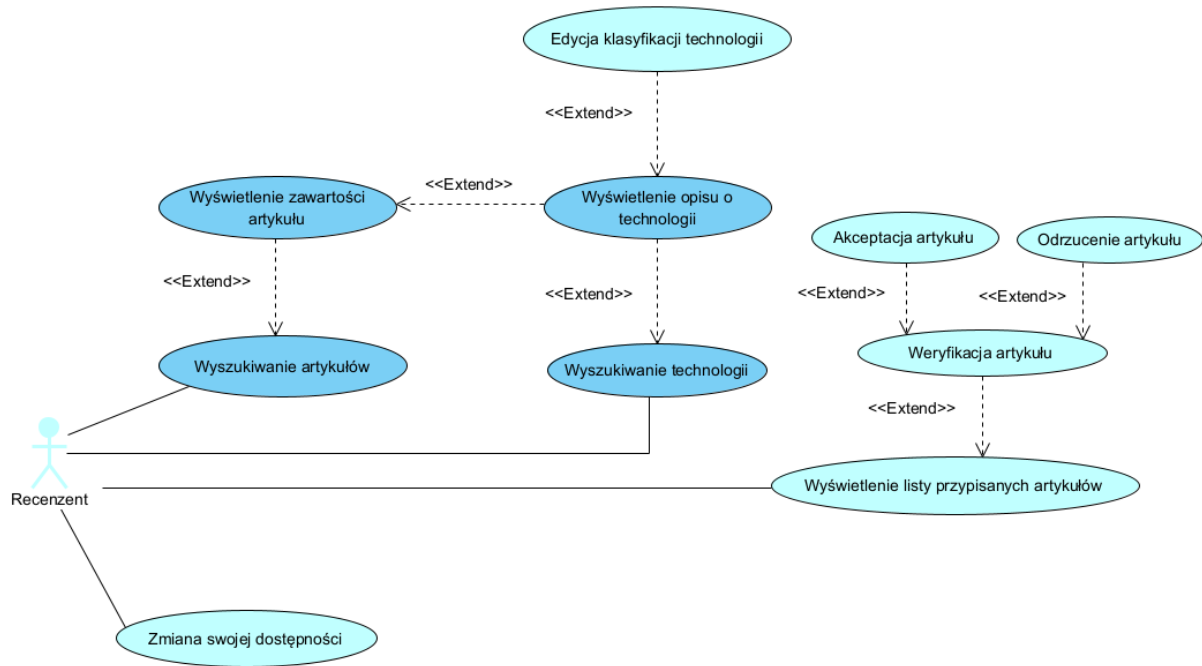 Edycja klasyfikacji technologii
<<Extend>>
Wyświetlenie zawartości
artykułu
<<Extend>>
Wyświetlenie opisu o
technologii
Akceptacja artykułu
Odrzucenie artykułu
<<Extend>>
<<Extend>>
<<Extend>>
<<Extend>>
Wyszukiwanie artykułów
Wyszukiwanie technologii
Weryfikacja artykułu
<<Extend>>
Recenzent
Wyświetlenie listy przypisanych artykułów
Zmiana swojej dostępności